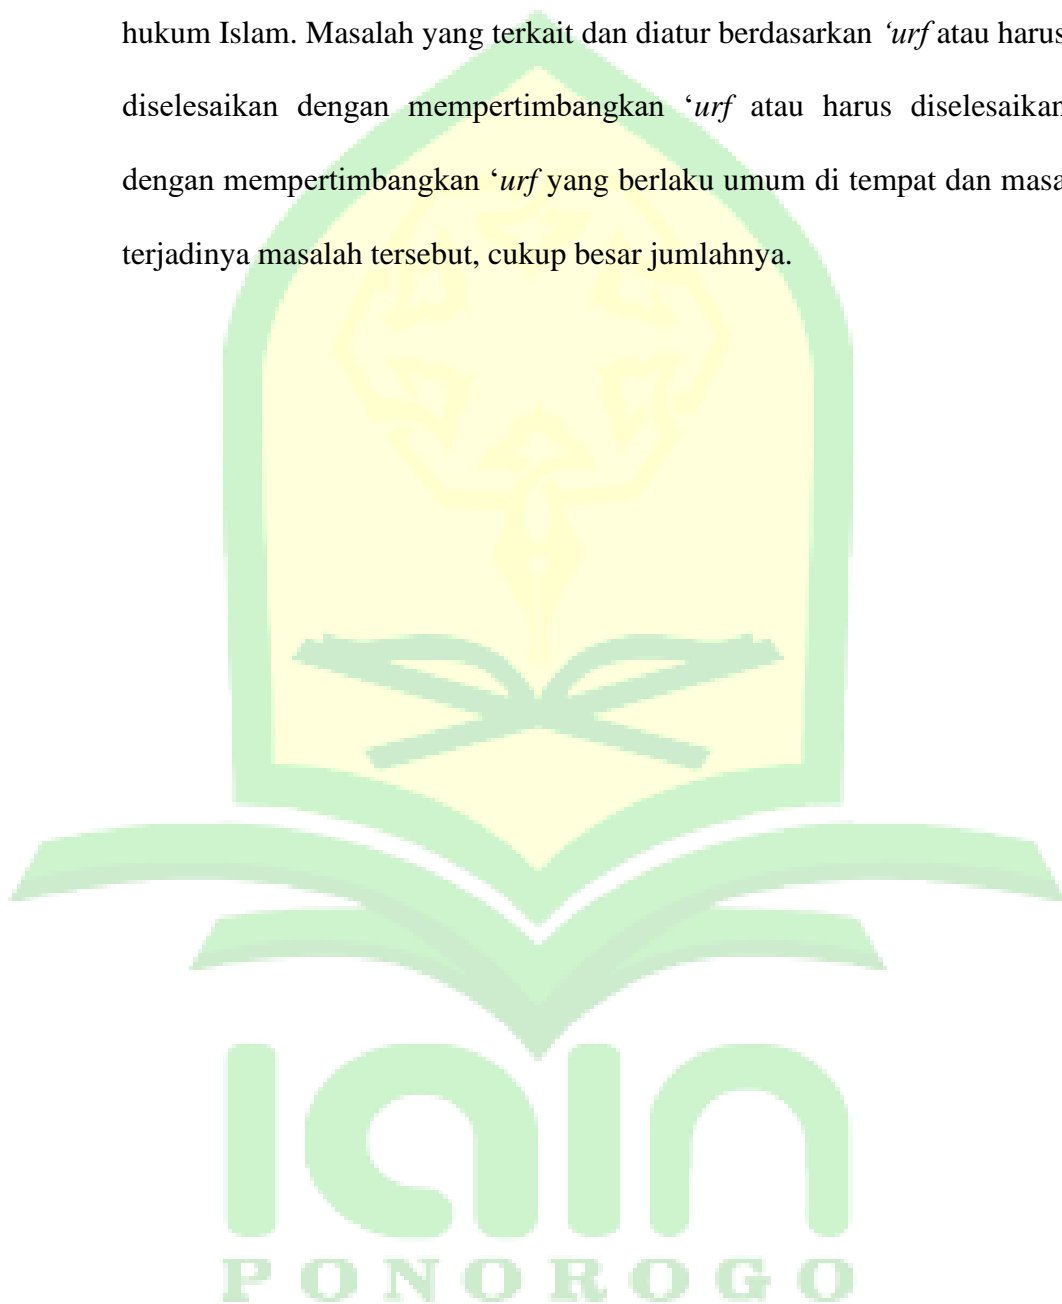 hukum Islam. Masalah yang terkait dan diatur berdasarkan ‘urf atau harus
diselesaikan dengan mempertimbangkan ‘urf atau harus diselesaikan
dengan mempertimbangkan ‘urf yang berlaku umum di tempat dan masa
terjadinya masalah tersebut, cukup besar jumlahnya.
IAIN
PONOROGO